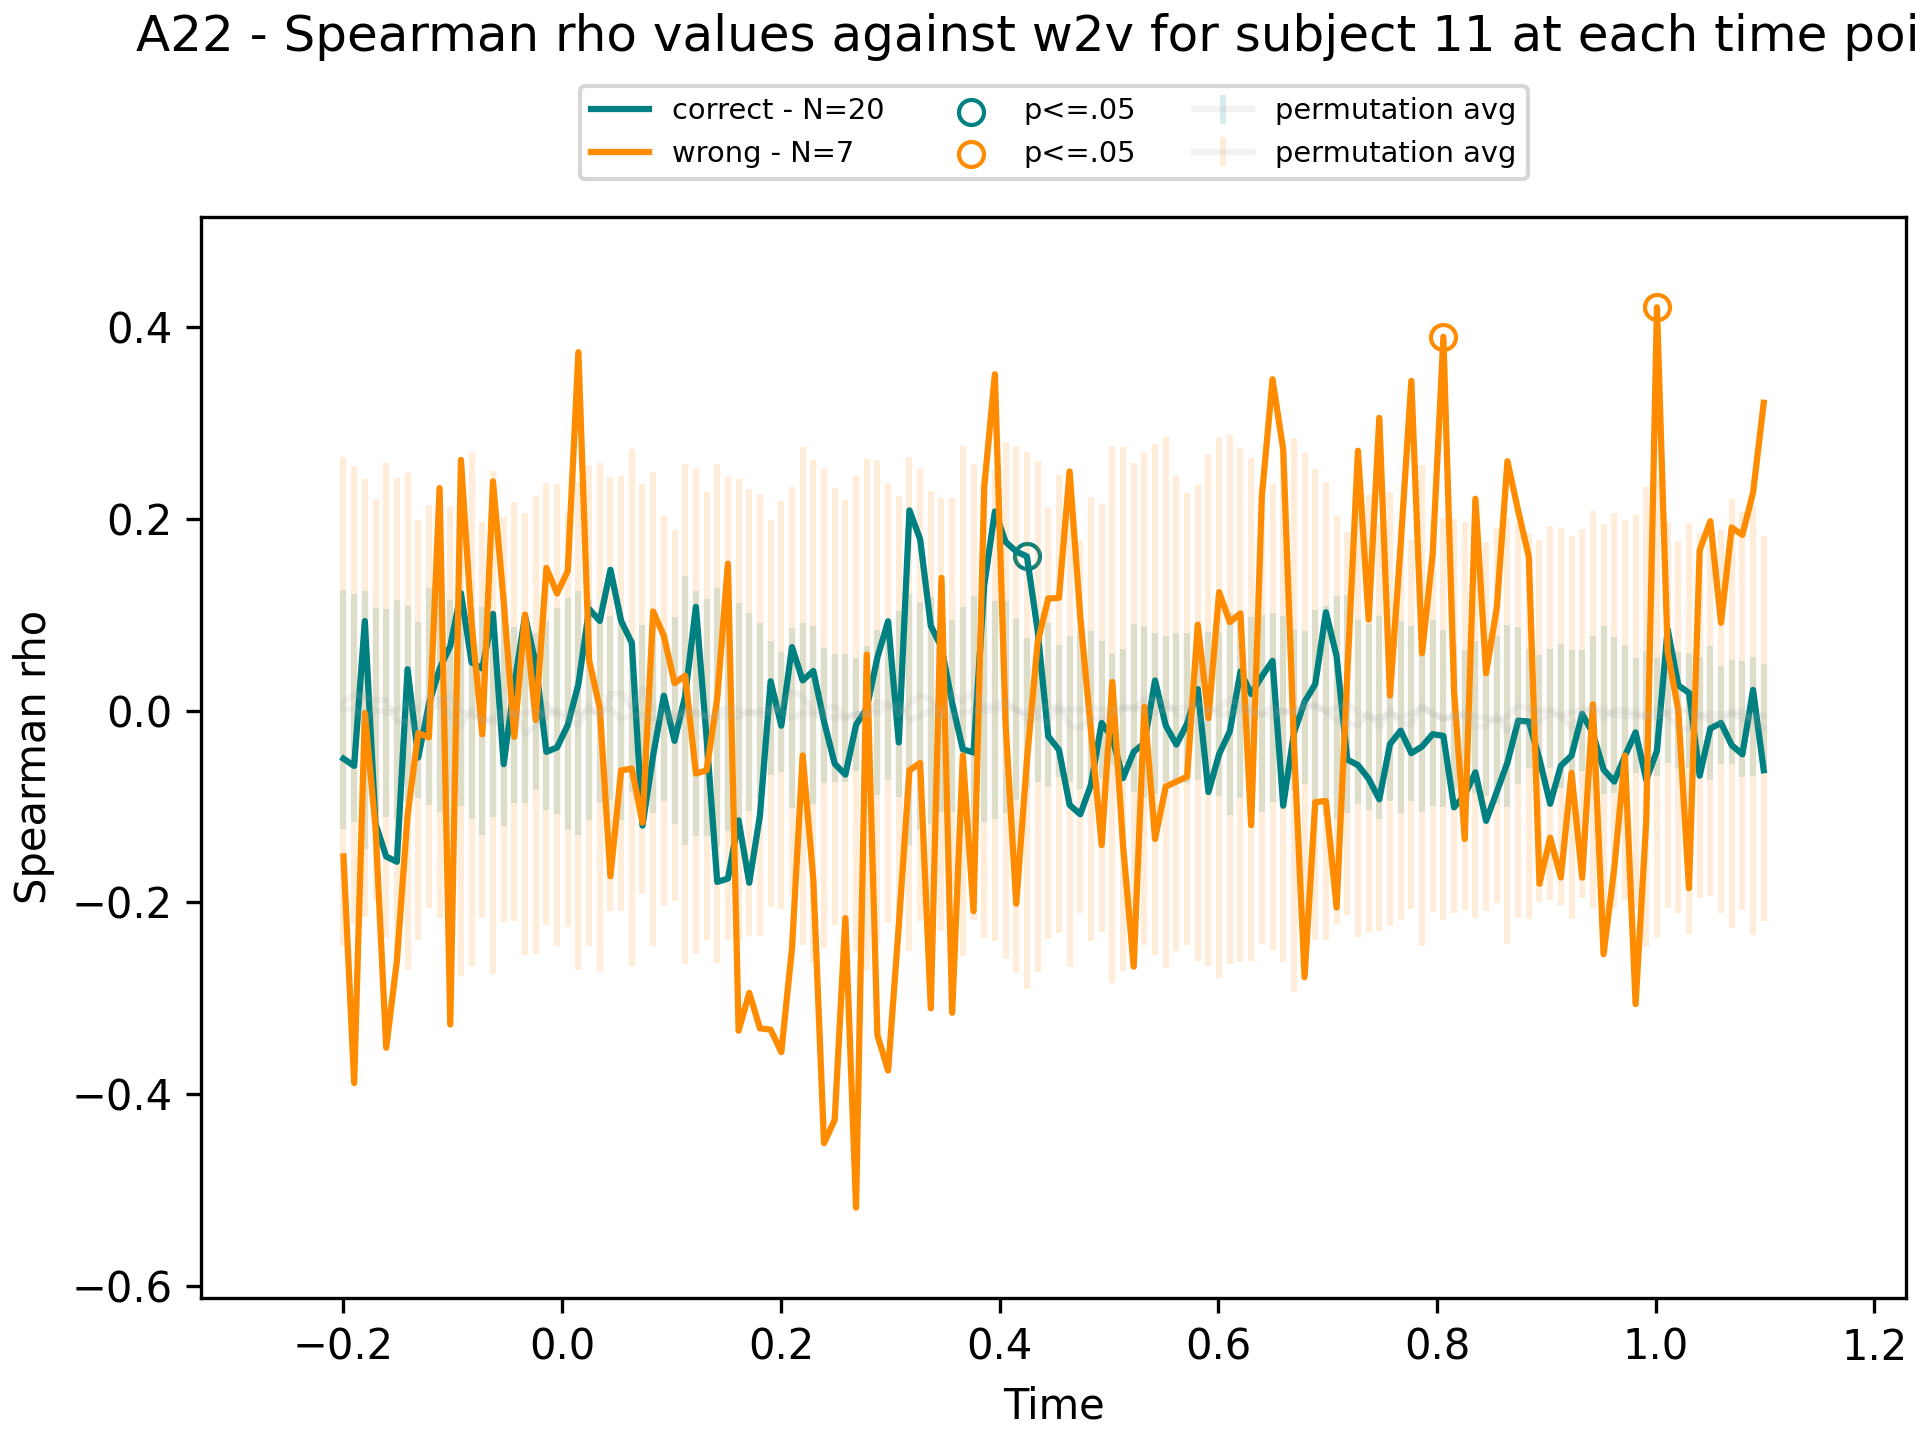 A22 - Spearman rho values against w2v for subject 11 at each time poi
correct - N=20
wrong - N=7
p<=.05
p<=.05
permutation avg
permutation avg
Spearman rho
0.4
0.2
0.0
−0.2
−0.4
−0.6
−0.2
0.0
0.2
0.4
0.6
0.8
1.0
1.2
Time